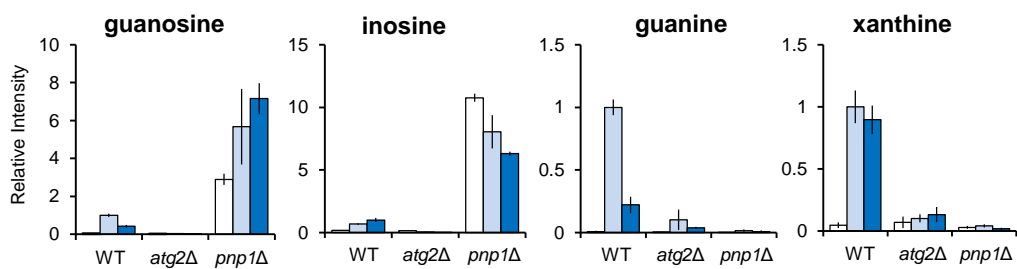 guanosine
inosine
guanine
xanthine
Relative Intensity
10
8
6
4
2
0
WT
atg2Δ
pnp1Δ
15
10
5
0
WT
atg2Δ
pnp1Δ
1.5
1
0.5
0
WT
atg2Δ
pnp1Δ
1.5
1
0.5
0
WT
atg2Δ
pnp1Δ